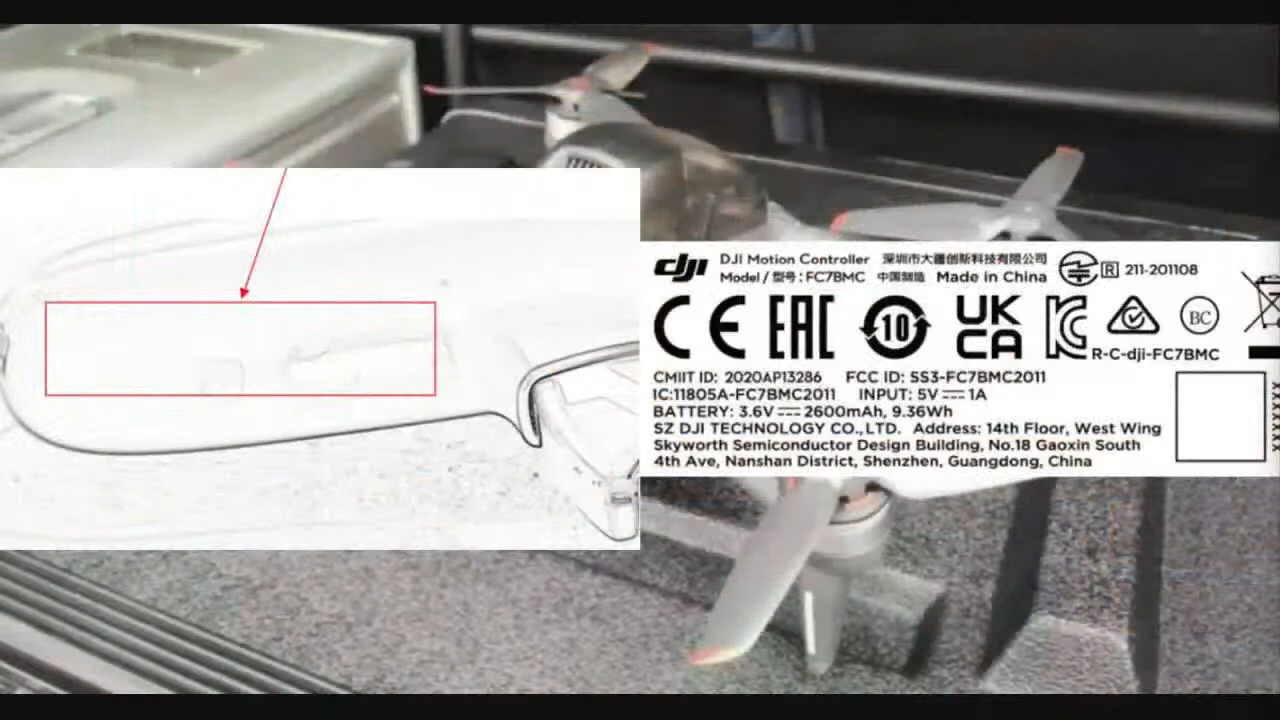 dji DJI Motion Controller 深圳市大疆创新科技有限公司
Model / 型号 : FC7BMC 中国制造 Made in China
R 211-201108
CE EAC 10 UK CA KC BC
R-C-dji-FC7BMC
CMIIT ID: 2020AP13286 FCC ID: SS3-FC7BMC2011
IC:11805A-FC7BMC2011 INPUT: 5V⎓1A
BATTERY: 3.6V⎓2600mAh, 9.36Wh
SZ DJI TECHNOLOGY CO.,LTD. Address: 14th Floor, West Wing
Skyworth Semiconductor Design Building, No.18 Gaoxin South
4th Ave, Nanshan District, Shenzhen, Guangdong, China